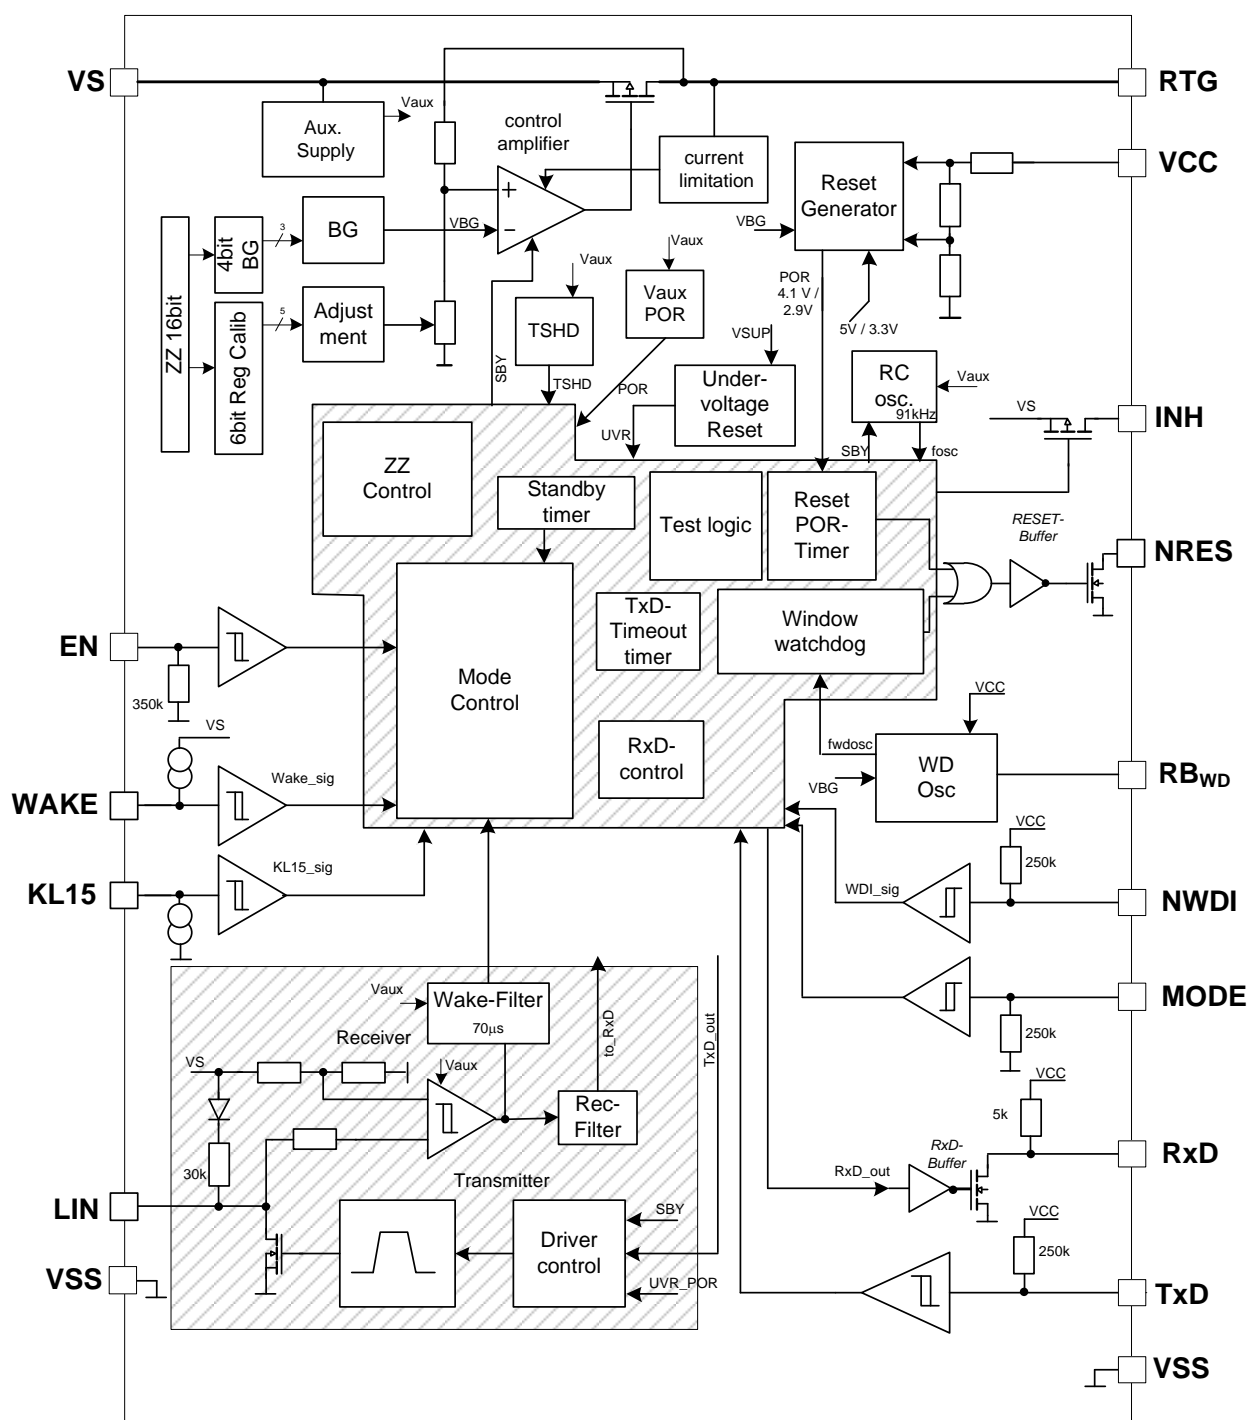 VS
RTG
Vaux
Aux.
Supply
control
amplifier
current
limitation
Reset
Generator
VCC
4bit
BG
3
BG
VBG
+
−
VBG
ZZ 16bit
6bit Reg Calib
5
Adjust
ment
SBY
Vaux
TSHD
TSHD
Vaux
Vaux
POR
POR
POR
4.1 V /
2.9V
5V / 3.3V
VSUP
Under-
voltage
Reset
UVR
RC
osc.
91kHz
Vaux
SBY
fosc
VS
INH
ZZ
Control
Standby
timer
Test logic
Reset
POR-
Timer
RESET-
Buffer
NRES
TxD-
Timeout
timer
Window
watchdog
EN
350k
Mode
Control
RxD-
control
VS
WAKE
Wake_sig
fwdosc
VCC
VBG
WD
Osc
RBWD
KL15
KL15_sig
VCC
250k
WDI_sig
NWDI
MODE
250k
Vaux
Wake-Filter
70µs
to_RxD
TxD_out
Receiver
VS
Vaux
Rec-
Filter
30k
VCC
5k
RxD
RxD_out
RxD-
Buffer
LIN
Transmitter
SBY
Driver
control
UVR_POR
VSS
VCC
250k
TxD
VSS